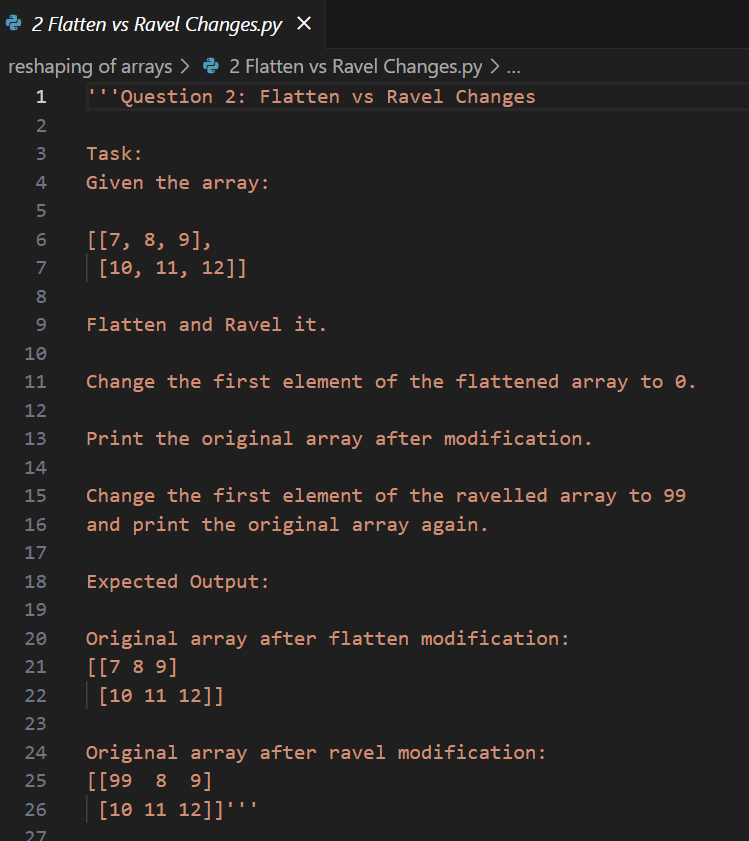 2 Flatten vs Ravel Changes.py ×
reshaping of arrays > 2 Flatten vs Ravel Changes.py > ...
1 '''Question 2: Flatten vs Ravel Changes
2
3 Task:
4 Given the array:
5
6 [[7, 8, 9],
7  [10, 11, 12]]
8
9 Flatten and Ravel it.
10
11 Change the first element of the flattened array to 0.
12
13 Print the original array after modification.
14
15 Change the first element of the ravelled array to 99
16 and print the original array again.
17
18 Expected Output:
19
20 Original array after flatten modification:
21 [[7 8 9]
22  [10 11 12]]
23
24 Original array after ravel modification:
25 [[99  8  9]
26  [10 11 12]]'''
27